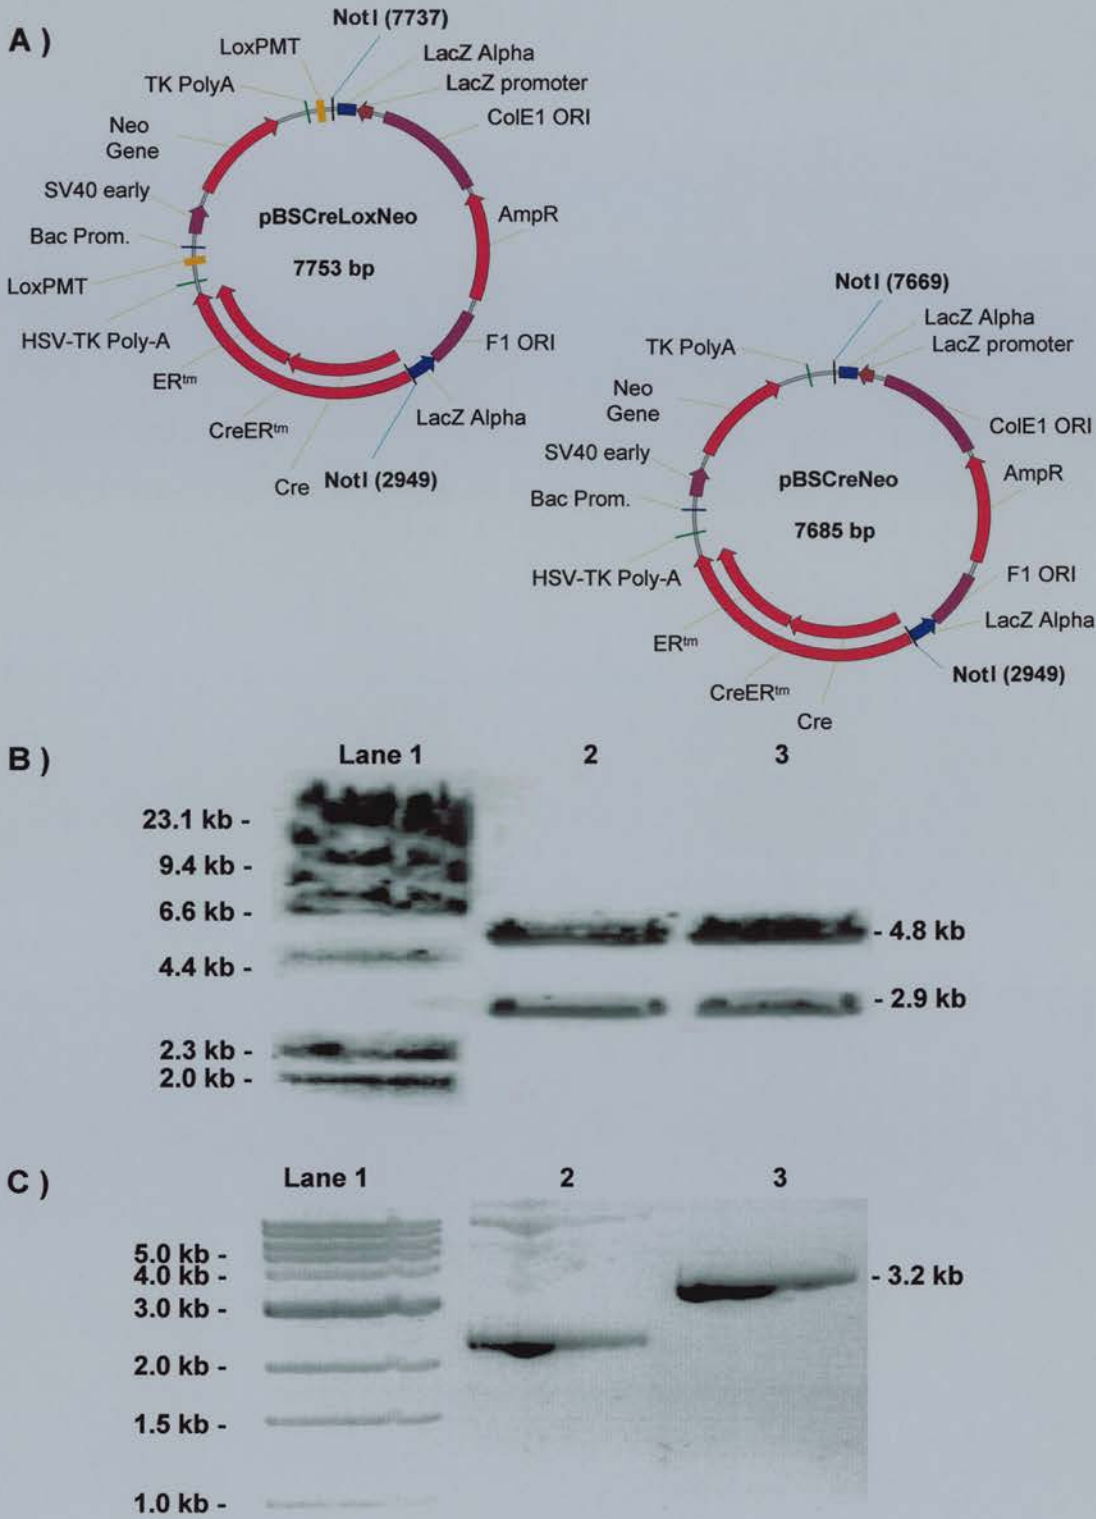 A )
NotI (7737)
LoxPMT
LacZ Alpha
TK PolyA
LacZ promoter
ColE1 ORI
Neo
Gene
SV40 early
pBSCreLoxNeo
AmpR
Bac Prom.
7753 bp
LoxPMT
HSV-TK Poly-A
F1 ORI
ERtm
LacZ Alpha
CreERtm
Cre
NotI (2949)
NotI (7669)
LacZ Alpha
TK PolyA
LacZ promoter
Neo
Gene
ColE1 ORI
SV40 early
AmpR
pBSCreNeo
Bac Prom.
7685 bp
HSV-TK Poly-A
F1 ORI
LacZ Alpha
ERtm
NotI (2949)
CreERtm
Cre
B )
Lane 1 2 3
23.1 kb -
9.4 kb -
6.6 kb -
- 4.8 kb
4.4 kb -
- 2.9 kb
2.3 kb -
2.0 kb -
C )
Lane 1 2 3
5.0 kb -
4.0 kb -
- 3.2 kb
3.0 kb -
2.0 kb -
1.5 kb -
1.0 kb -